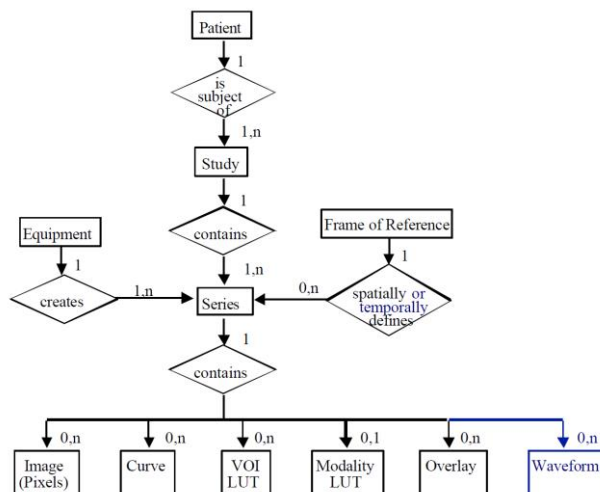 Patient
1
is
subject
of
1,n
Study
1
contains
1,n
Equipment
1
creates
1,n
Frame of Reference
1
spatially or
temporally
defines
0,n
Series
1
contains
0,n
0,n
0,n
0,1
0,n
0,n
Image
(Pixels)
Curve
VOI
LUT
Modality
LUT
Overlay
Waveform